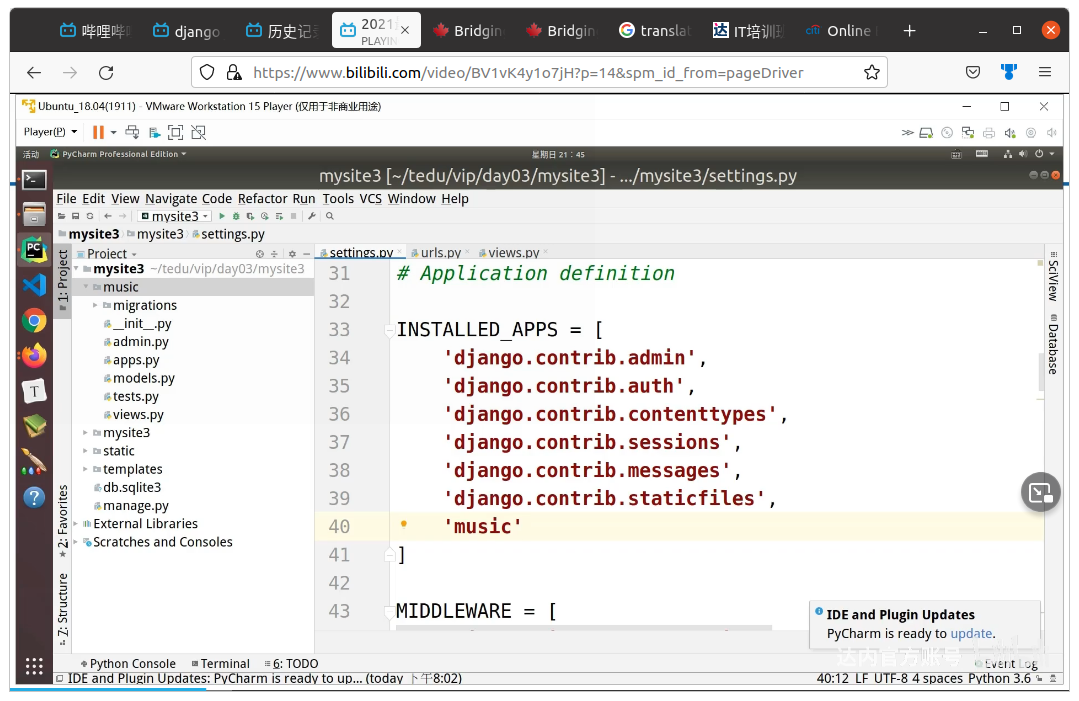 哔哩哔
django
历史记
2021
PLAYIN
Bridgin
Bridgin
translat
达 IT培训班
citi Online
https://www.bilibili.com/video/BV1vK4y1o7jH?p=14&spm_id_from=pageDriver
Ubuntu_18.04(1911) - VMware Workstation 15 Player (仅用于非商业用途)
Player(P)
活动 PyCharm Professional Edition 星期日 21：45
mysite3 [~/tedu/vip/day03/mysite3] - .../mysite3/settings.py
File Edit View Navigate Code Refactor Run Tools VCS Window Help
mysite3
mysite3 mysite3 settings.py
Project settings.py urls.py views.py
1: Project
2: Favorites
Z: Structure
mysite3 ~/tedu/vip/day03/mysite3
music
migrations
__init__.py
admin.py
apps.py
models.py
tests.py
views.py
mysite3
static
templates
db.sqlite3
manage.py
External Libraries
Scratches and Consoles
31 # Application definition
32
33 INSTALLED_APPS = [
34 'django.contrib.admin',
35 'django.contrib.auth',
36 'django.contrib.contenttypes',
37 'django.contrib.sessions',
38 'django.contrib.messages',
39 'django.contrib.staticfiles',
40 'music'
41 ]
42
43 MIDDLEWARE = [
SciView
Database
IDE and Plugin Updates
PyCharm is ready to update.
达内官方账号
Python Console Terminal 6: TODO Event Log
IDE and Plugin Updates: PyCharm is ready to up... (today 下午8:02) 40:12 LF UTF-8 4 spaces Python 3.6